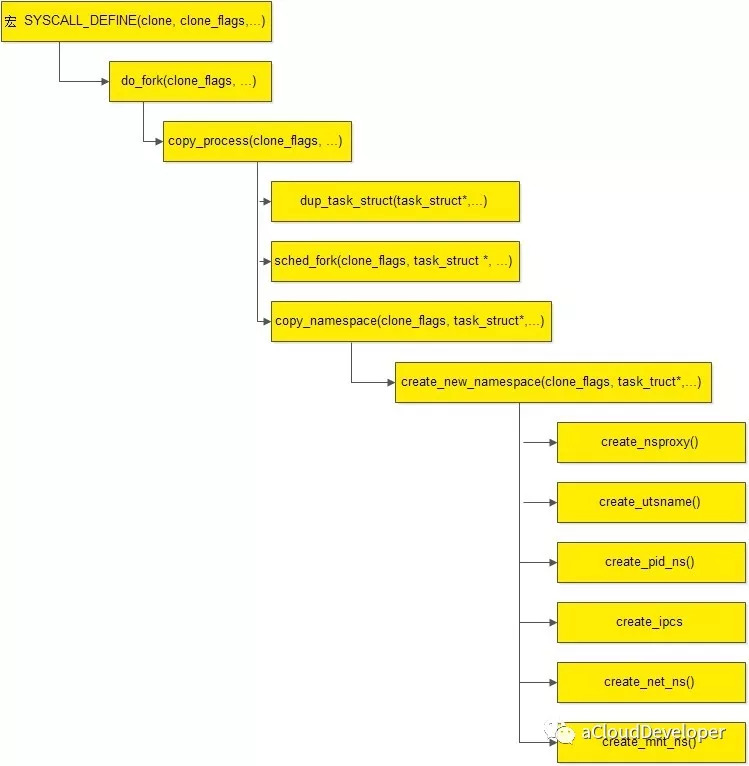 宏 SYSCALL_DEFINE(clone, clone_flags,...)
do_fork(clone_flags, ...)
copy_process(clone_flags, ...)
dup_task_struct(task_struct*,...)
sched_fork(clone_flags, task_struct *, ...)
copy_namespace(clone_flags, task_struct*,...)
create_new_namespace(clone_flags, task_truct*,...)
create_nsproxy()
create_utsname()
create_pid_ns()
create_ipcs
create_net_ns()
aCloudDeveloper
create_mnt_ns()